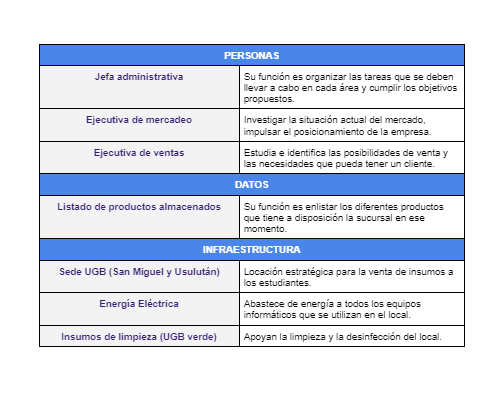 PERSONAS
Jefa administrativa
Su función es organizar las tareas que se deben
llevar a cabo en cada área y cumplir los objetivos
propuestos.
Ejecutiva de mercadeo
Investigar la situación actual del mercado,
impulsar el posicionamiento de la empresa.
Ejecutiva de ventas
Estudia e identifica las posibilidades de venta y
las necesidades que pueda tener un cliente.
DATOS
Listado de productos almacenados
Su función es enlistar los diferentes productos
que tiene a disposición la sucursal en ese
momento.
INFRAESTRUCTURA
Sede UGB (San Miguel y Usulután)
Locación estratégica para la venta de insumos a
los estudiantes.
Energía Eléctrica
Abastece de energía a todos los equipos
informáticos que se utilizan en el local.
Insumos de limpieza (UGB verde)
Apoyan la limpieza y la desinfección del local.